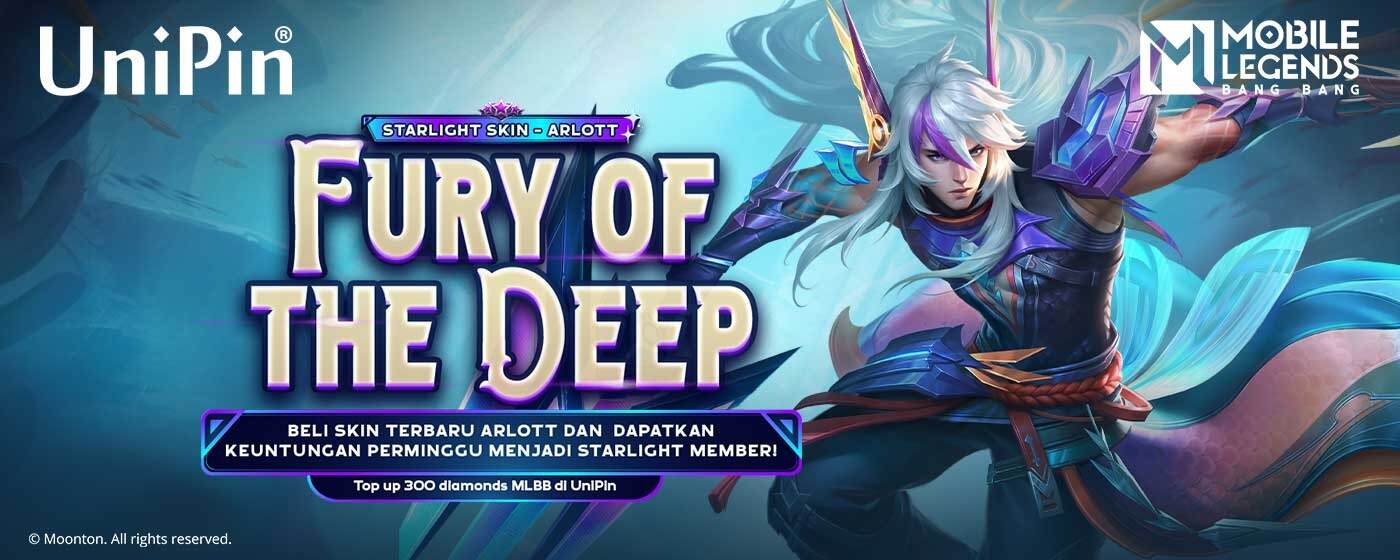 UniPin®
MOBILE
LEGENDS
BANG BANG
STARLIGHT SKIN - ARLOTT
FURY OF
THE DEEP
BELI SKIN TERBARU ARLOTT DAN DAPATKAN
KEUNTUNGAN PERMINGGU MENJADI STARLIGHT MEMBER!
Top up 300 diamonds MLBB di UniPin
© Moonton. All rights reserved.